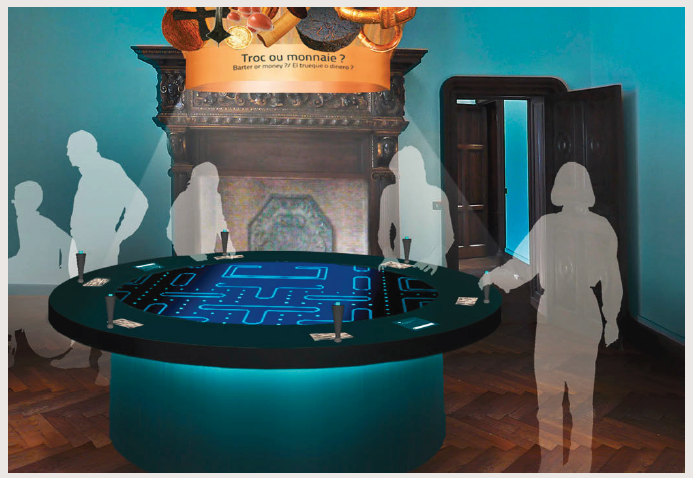 Troc ou monnaie ?
Barter or money ?/ El trueque o dinero ?